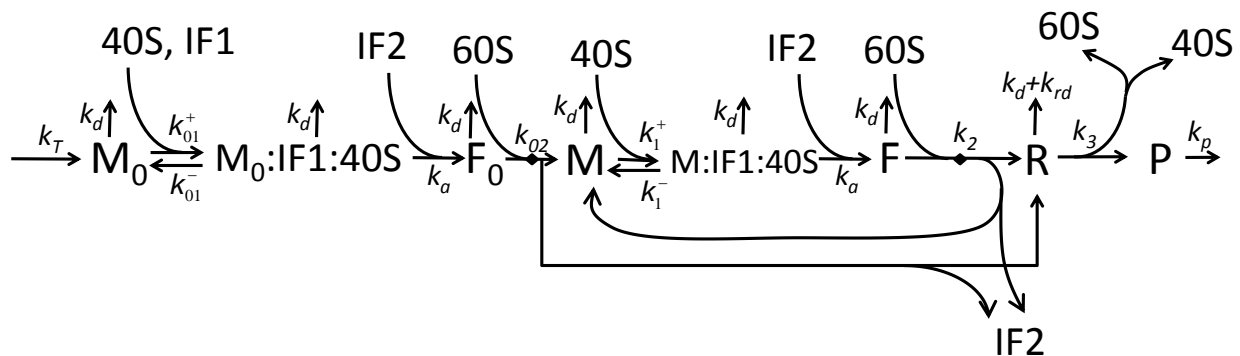 60S
40S
40S, IF1
IF2
60S
40S
IF2
60S
k_d+k_rd
k_T
k_d
k_01^+
k_d
k_d
k_02
k_d
k_1^+
k_d
k_d
k_2
k_3
k_p
M_0
M_0:IF1:40S
F_0
M
M:IF1:40S
F
R
P
k_01^-
k_a
k_1^-
k_a
IF2